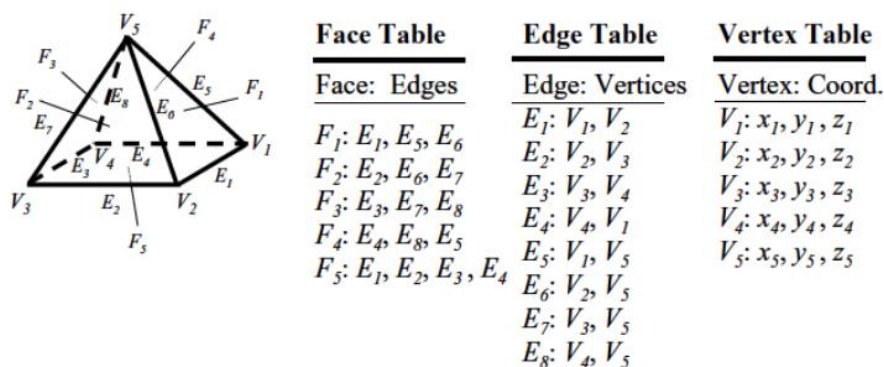 V5
F4
F3
E5
F2
E8
E6
F1
E7
V4
E4
V1
E3
E1
V3
E2
V2
F5
Face Table
Face: Edges
F1: E1, E5, E6
F2: E2, E6, E7
F3: E3, E7, E8
F4: E4, E8, E5
F5: E1, E2, E3, E4
Edge Table
Edge: Vertices
E1: V1, V2
E2: V2, V3
E3: V3, V4
E4: V4, V1
E5: V1, V5
E6: V2, V5
E7: V3, V5
E8: V4, V5
Vertex Table
Vertex: Coord.
V1: x1, y1, z1
V2: x2, y2, z2
V3: x3, y3, z3
V4: x4, y4, z4
V5: x5, y5, z5